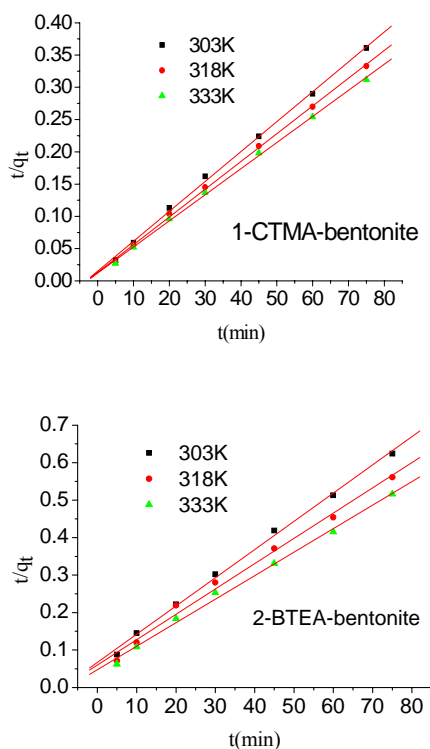 0.40
0.35
0.30
0.25
0.20
0.15
0.10
0.05
0.00
t/qt
303K
318K
333K
1-CTMA-bentonite
0 10 20 30 40 50 60 70 80
t(min)
0.7
0.6
0.5
0.4
0.3
0.2
0.1
0.0
t/qt
303K
318K
333K
2-BTEA-bentonite
0 10 20 30 40 50 60 70 80
t(min)